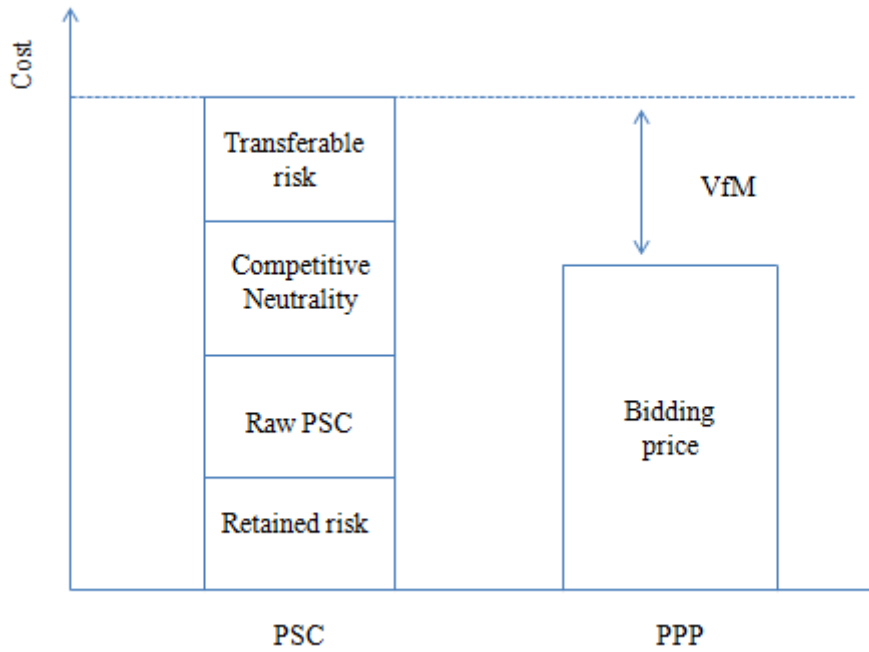 Cost
Transferable
risk
VfM
Competitive
Neutrality
Raw PSC
Bidding
price
Retained risk
PSC
PPP